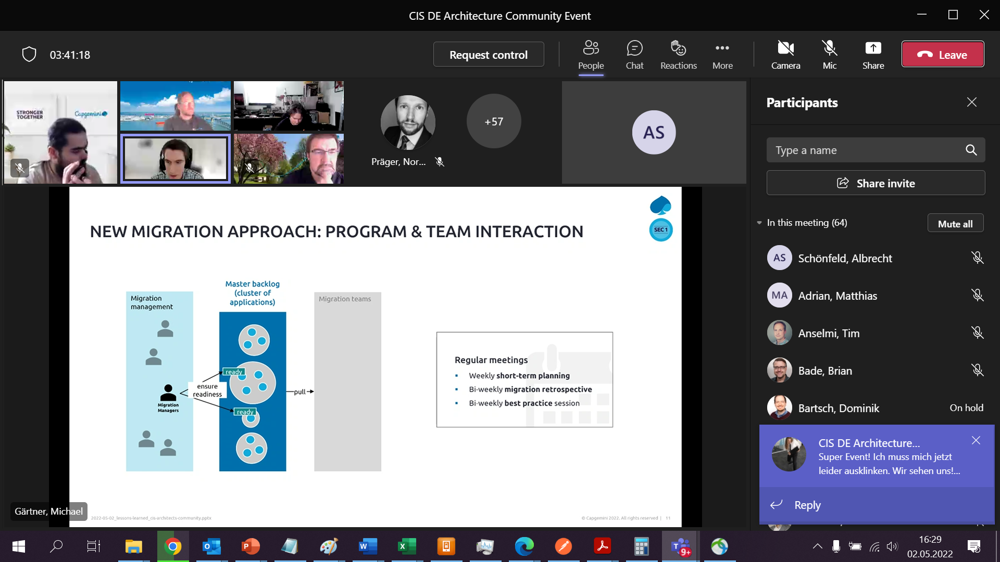 CIS DE Architecture Community Event
03:41:18
Request control
People
Chat
Reactions
More
Camera
Mic
Share
Leave
STRONGER
TOGETHER
Capgemini
Präger, Nor...
+57
AS
NEW MIGRATION APPROACH: PROGRAM & TEAM INTERACTION
SEC 1
Migration
management
Master backlog
(cluster of
applications)
Migration teams
ready
ensure
readiness
pull
Migration
Managers
ready
Regular meetings
▪ Weekly short-term planning
▪ Bi-weekly migration retrospective
▪ Bi-weekly best practice session
Gärtner, Michael
2022-05-02_lessons-learned_cis-architects-community.pptx
© Capgemini 2022. All rights reserved | 11
Participants
Type a name
Share invite
In this meeting (64)
Mute all
AS Schönfeld, Albrecht
MA Adrian, Matthias
Anselmi, Tim
Bade, Brian
Bartsch, Dominik On hold
CIS DE Architecture...
Super Event! Ich muss mich jetzt
leider ausklinken. Wir sehen uns!...
Reply
9+
16:29
02.05.2022